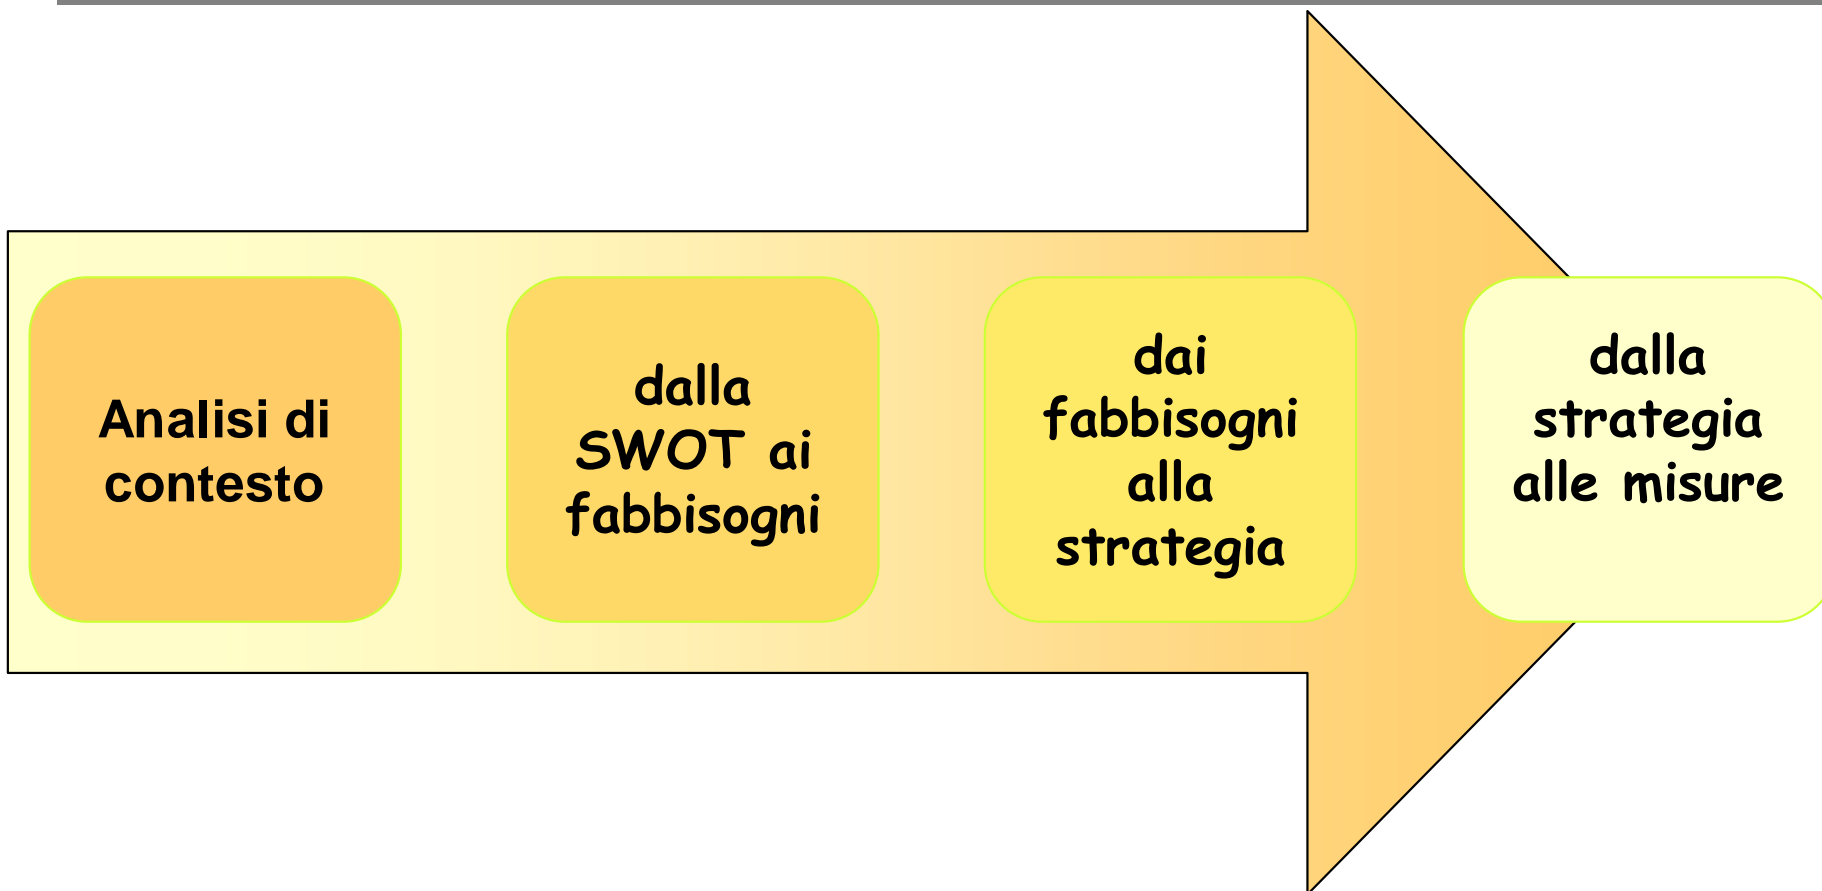 Analisi di
contesto
dalla
SWOT ai
fabbisogni
dai
fabbisogni
alla
strategia
dalla
strategia
alle misure